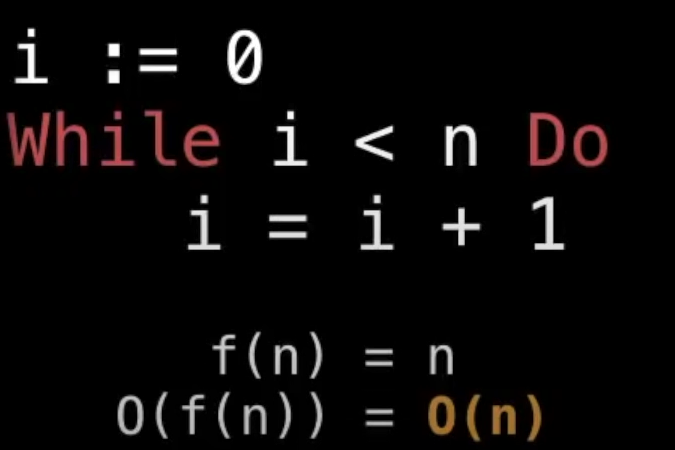 i := 0
While i < n Do
i = i + 1
f(n) = n
O(f(n)) = O(n)